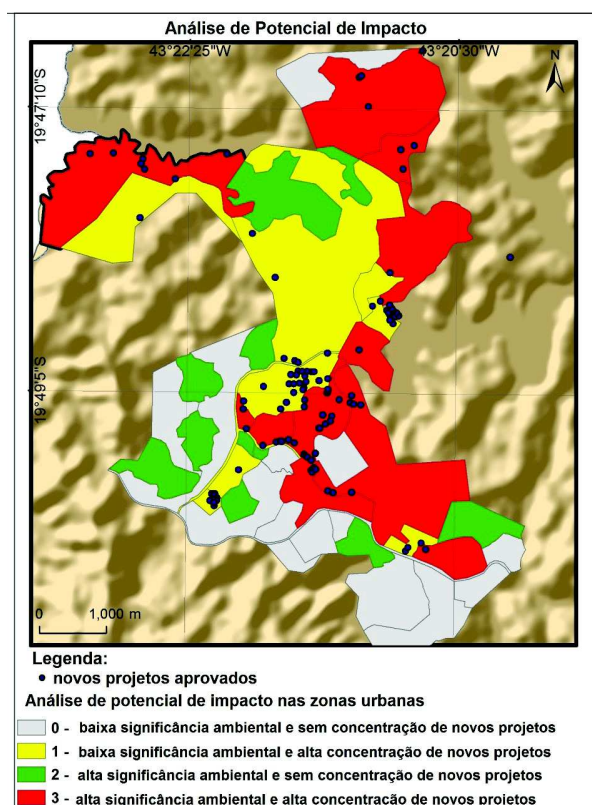 Análise de Potencial de Impacto
43°22'25"W
43°20'30"W
N
19°47'10"S
19°49'5"S
0 1,000 m
Legenda:
novos projetos aprovados
Análise de potencial de impacto nas zonas urbanas
0 - baixa significância ambiental e sem concentração de novos projetos
1 - baixa significância ambiental e alta concentração de novos projetos
2 - alta significância ambiental e sem concentração de novos projetos
3 - alta significância ambiental e alta concentração de novos projetos